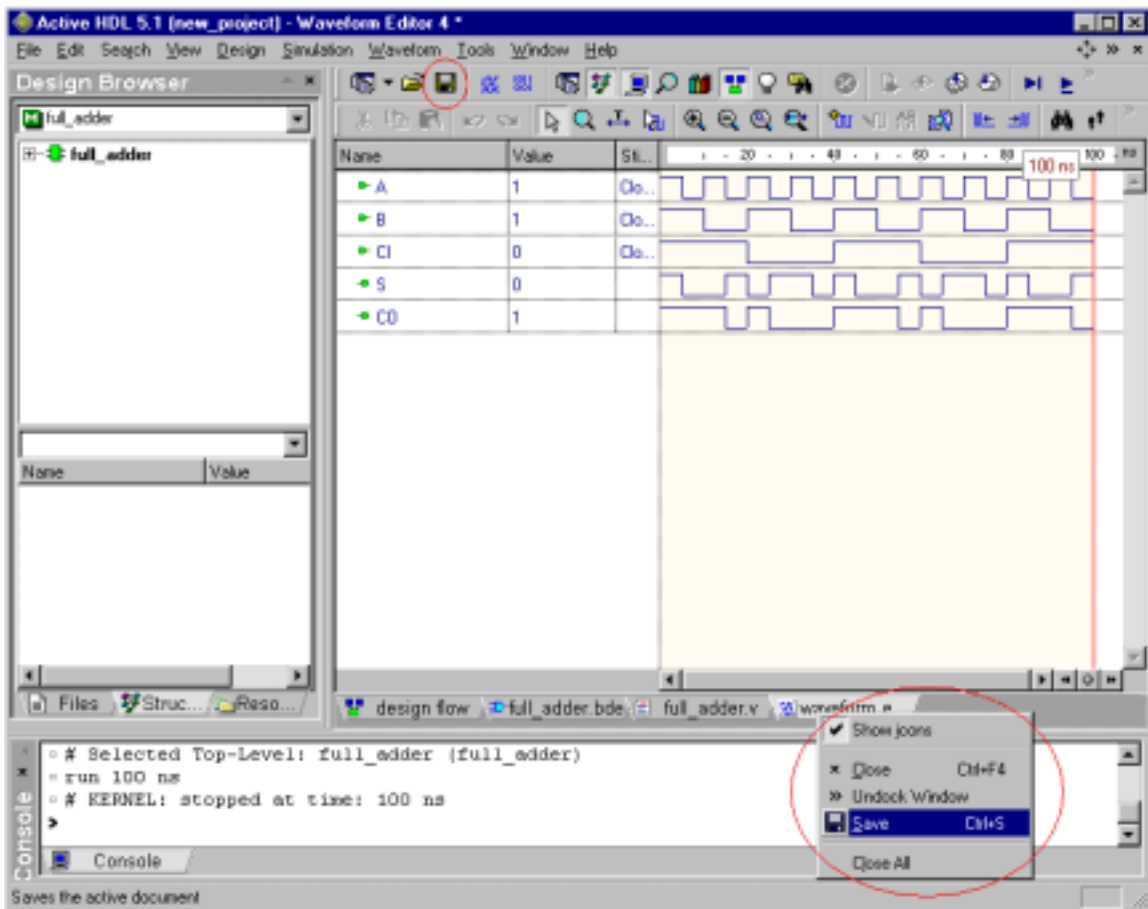 Active HDL 5.1 (new_project) - Waveform Editor 4 *
File Edit Search View Design Simulation Waveform Tools Window Help
Design Browser
full_adder
full_adder
Name Value
Files Struc... Reso...
Name Value Sti... 20 40 60 80 100 ns
100 ns
A 1 Clo...
B 1 Clo...
CI 0 Clo...
S 0
CO 1
design flow full_adder.bde full_adder.v waveform e
Show icons
Close Ctrl+F4
Undock Window
Save Ctrl+S
Close All
# Selected Top-Level: full_adder (full_adder)
run 100 ns
# KERNEL: stopped at time: 100 ns
>
Console
Console
Saves the active document